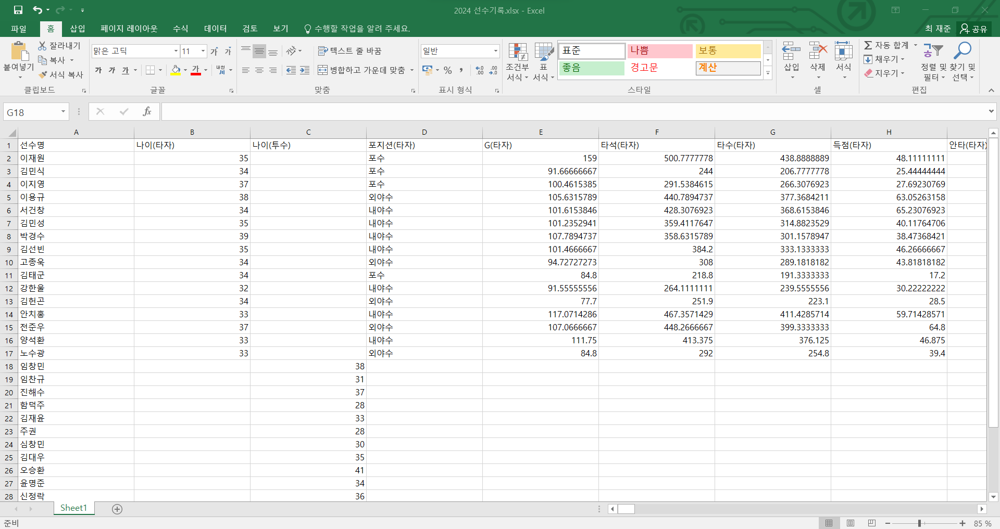 2024 선수기록.xlsx - Excel
파일 홈 삽입 페이지 레이아웃 수식 데이터 검토 보기 수행할 작업을 알려 주세요. 최 재준 공유
붙여넣기 잘라내기 복사 서식 복사 클립보드
맑은 고딕 11 가 가 가 가 가 가 내천 글꼴
텍스트 줄 바꿈 병합하고 가운데 맞춤 맞춤
일반 % , 표시 형식
조건부 서식 표 서식 표준 나쁨 보통 좋음 경고문 계산 스타일
삽입 삭제 서식 셀
자동 합계 채우기 지우기 정렬 및 필터 찾기 및 선택 편집
G18 fx
A B C D E F G H
1 선수명 나이(타자) 나이(투수) 포지션(타자) G(타자) 타석(타자) 타수(타자) 득점(타자) 안타(타자)
2 이재원 35 포수 159 500.7777778 438.8888889 48.11111111
3 김민식 34 포수 91.66666667 244 206.7777778 25.44444444
4 이지영 37 포수 100.4615385 291.5384615 266.3076923 27.69230769
5 이용규 38 외야수 105.6315789 440.7894737 377.3684211 63.05263158
6 서건창 34 내야수 101.6153846 428.3076923 368.6153846 65.23076923
7 김민성 35 내야수 101.2352941 359.4117647 314.8823529 40.11764706
8 박경수 39 내야수 107.7894737 358.6315789 301.1578947 38.47368421
9 김선빈 35 내야수 101.4666667 384.2 333.1333333 46.26666667
10 고종욱 34 외야수 94.72727273 308 289.1818182 43.81818182
11 김태군 34 포수 84.8 218.8 191.3333333 17.2
12 강한울 32 내야수 91.55555556 264.1111111 239.5555556 30.22222222
13 김헌곤 34 외야수 77.7 251.9 223.1 28.5
14 안치홍 33 내야수 117.0714286 467.3571429 411.4285714 59.71428571
15 전준우 37 외야수 107.0666667 448.2666667 399.3333333 64.8
16 양석환 33 내야수 111.75 413.375 376.125 46.875
17 노수광 33 외야수 84.8 292 254.8 39.4
18 임창민 38
19 임찬규 31
20 진해수 37
21 함덕주 28
22 김재윤 33
23 주권 28
24 심창민 30
25 김대우 35
26 오승환 41
27 윤명준 34
28 신정락 36
Sheet1
준비 85 %